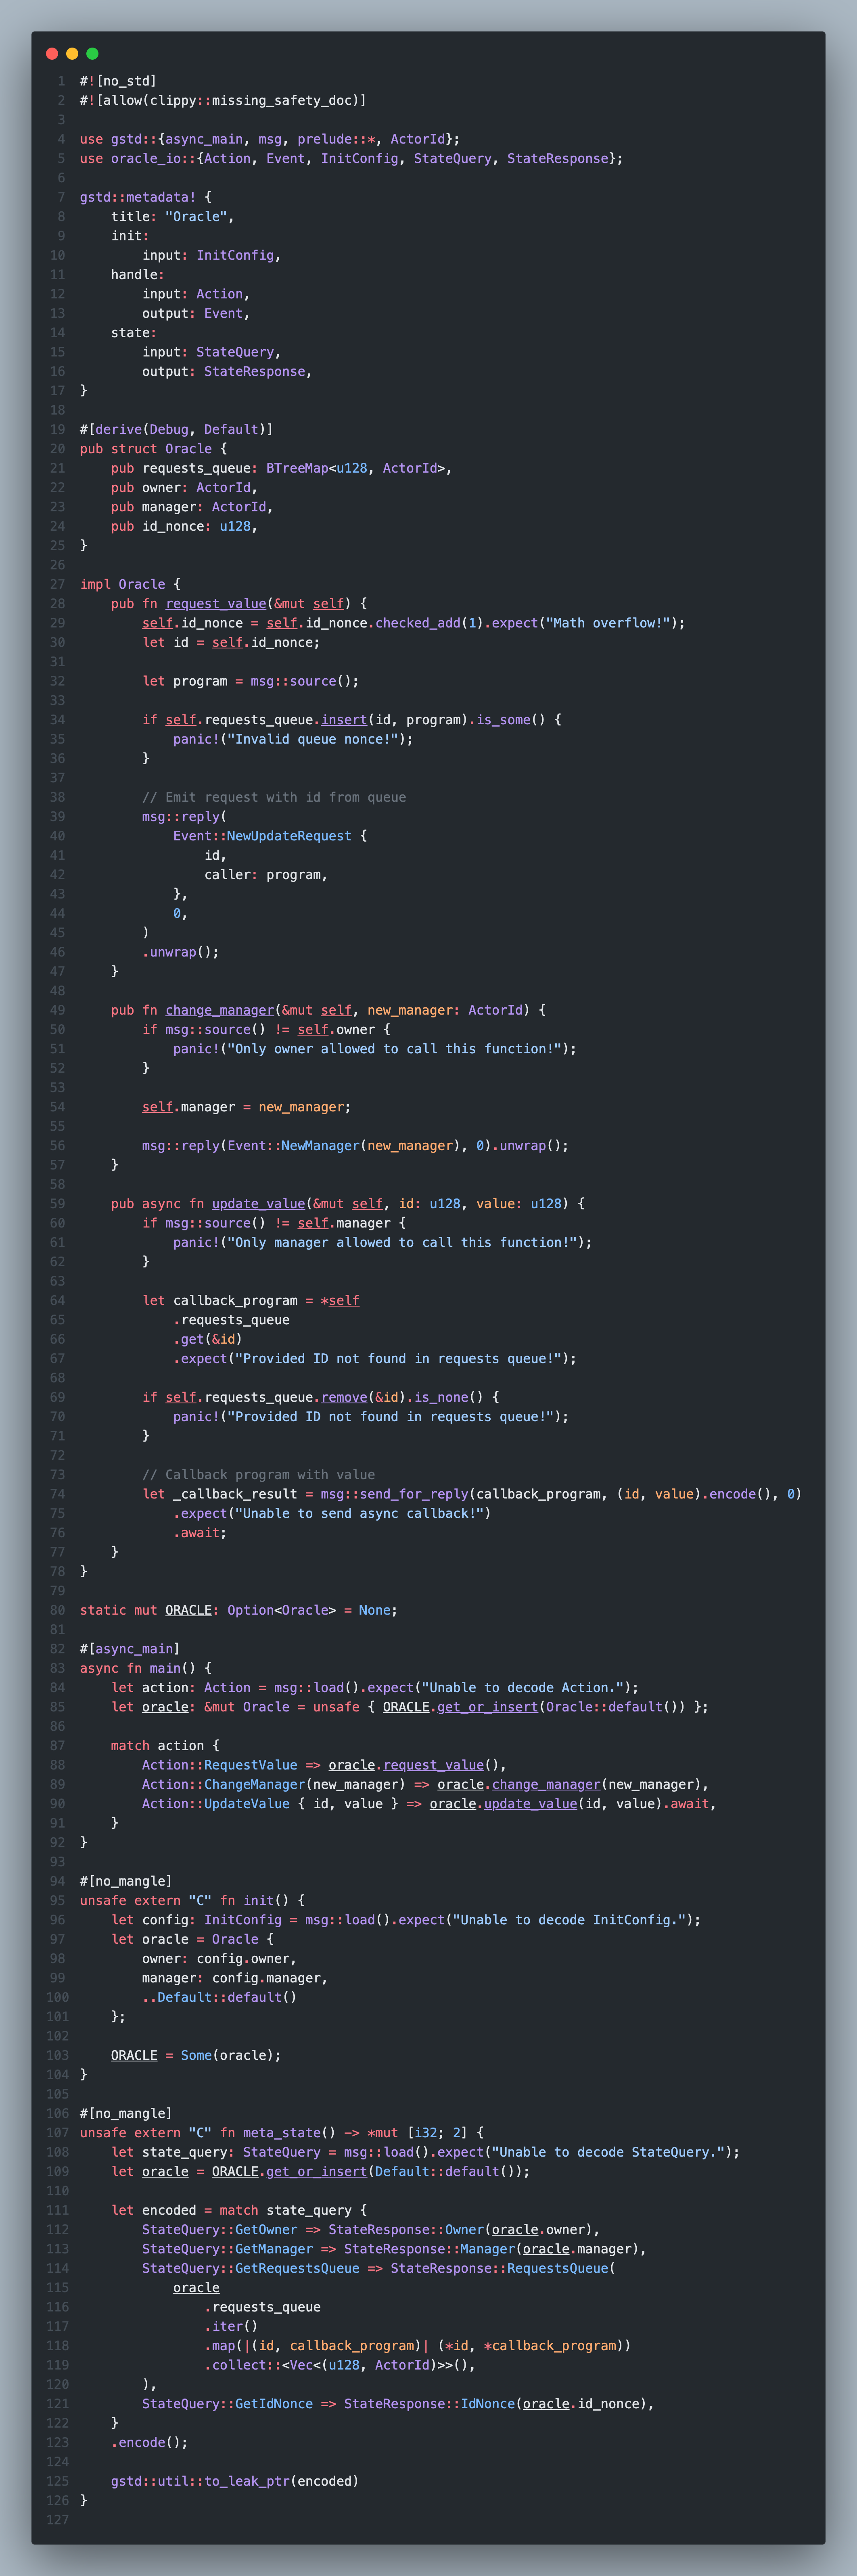 1 #![no_std]
2 #![allow(clippy::missing_safety_doc)]
3
4 use gstd::{async_main, msg, prelude::*, ActorId};
5 use oracle_io::{Action, Event, InitConfig, StateQuery, StateResponse};
6
7 gstd::metadata! {
8     title: "Oracle",
9     init:
10         input: InitConfig,
11     handle:
12         input: Action,
13         output: Event,
14     state:
15         input: StateQuery,
16         output: StateResponse,
17 }
18
19 #[derive(Debug, Default)]
20 pub struct Oracle {
21     pub requests_queue: BTreeMap<u128, ActorId>,
22     pub owner: ActorId,
23     pub manager: ActorId,
24     pub id_nonce: u128,
25 }
26
27 impl Oracle {
28     pub fn request_value(&mut self) {
29         self.id_nonce = self.id_nonce.checked_add(1).expect("Math overflow!");
30         let id = self.id_nonce;
31
32         let program = msg::source();
33
34         if self.requests_queue.insert(id, program).is_some() {
35             panic!("Invalid queue nonce!");
36         }
37
38         // Emit request with id from queue
39         msg::reply(
40             Event::NewUpdateRequest {
41                 id,
42                 caller: program,
43             },
44             0,
45         )
46         .unwrap();
47     }
48
49     pub fn change_manager(&mut self, new_manager: ActorId) {
50         if msg::source() != self.owner {
51             panic!("Only owner allowed to call this function!");
52         }
53
54         self.manager = new_manager;
55
56         msg::reply(Event::NewManager(new_manager), 0).unwrap();
57     }
58
59     pub async fn update_value(&mut self, id: u128, value: u128) {
60         if msg::source() != self.manager {
61             panic!("Only manager allowed to call this function!");
62         }
63
64         let callback_program = *self
65             .requests_queue
66             .get(&id)
67             .expect("Provided ID not found in requests queue!");
68
69         if self.requests_queue.remove(&id).is_none() {
70             panic!("Provided ID not found in requests queue!");
71         }
72
73         // Callback program with value
74         let _callback_result = msg::send_for_reply(callback_program, (id, value).encode(), 0)
75             .expect("Unable to send async callback!")
76             .await;
77     }
78 }
79
80 static mut ORACLE: Option<Oracle> = None;
81
82 #[async_main]
83 async fn main() {
84     let action: Action = msg::load().expect("Unable to decode Action.");
85     let oracle: &mut Oracle = unsafe { ORACLE.get_or_insert(Oracle::default()) };
86
87     match action {
88         Action::RequestValue => oracle.request_value(),
89         Action::ChangeManager(new_manager) => oracle.change_manager(new_manager),
90         Action::UpdateValue { id, value } => oracle.update_value(id, value).await,
91     }
92 }
93
94 #[no_mangle]
95 unsafe extern "C" fn init() {
96     let config: InitConfig = msg::load().expect("Unable to decode InitConfig.");
97     let oracle = Oracle {
98         owner: config.owner,
99         manager: config.manager,
100         ..Default::default()
101     };
102
103     ORACLE = Some(oracle);
104 }
105
106 #[no_mangle]
107 unsafe extern "C" fn meta_state() -> *mut [i32; 2] {
108     let state_query: StateQuery = msg::load().expect("Unable to decode StateQuery.");
109     let oracle = ORACLE.get_or_insert(Default::default());
110
111     let encoded = match state_query {
112         StateQuery::GetOwner => StateResponse::Owner(oracle.owner),
113         StateQuery::GetManager => StateResponse::Manager(oracle.manager),
114         StateQuery::GetRequestsQueue => StateResponse::RequestsQueue(
115             oracle
116                 .requests_queue
117                 .iter()
118                 .map(|(id, callback_program)| (*id, *callback_program))
119                 .collect::<Vec<(u128, ActorId)>>(),
120         ),
121         StateQuery::GetIdNonce => StateResponse::IdNonce(oracle.id_nonce),
122     }
123     .encode();
124
125     gstd::util::to_leak_ptr(encoded)
126 }
127